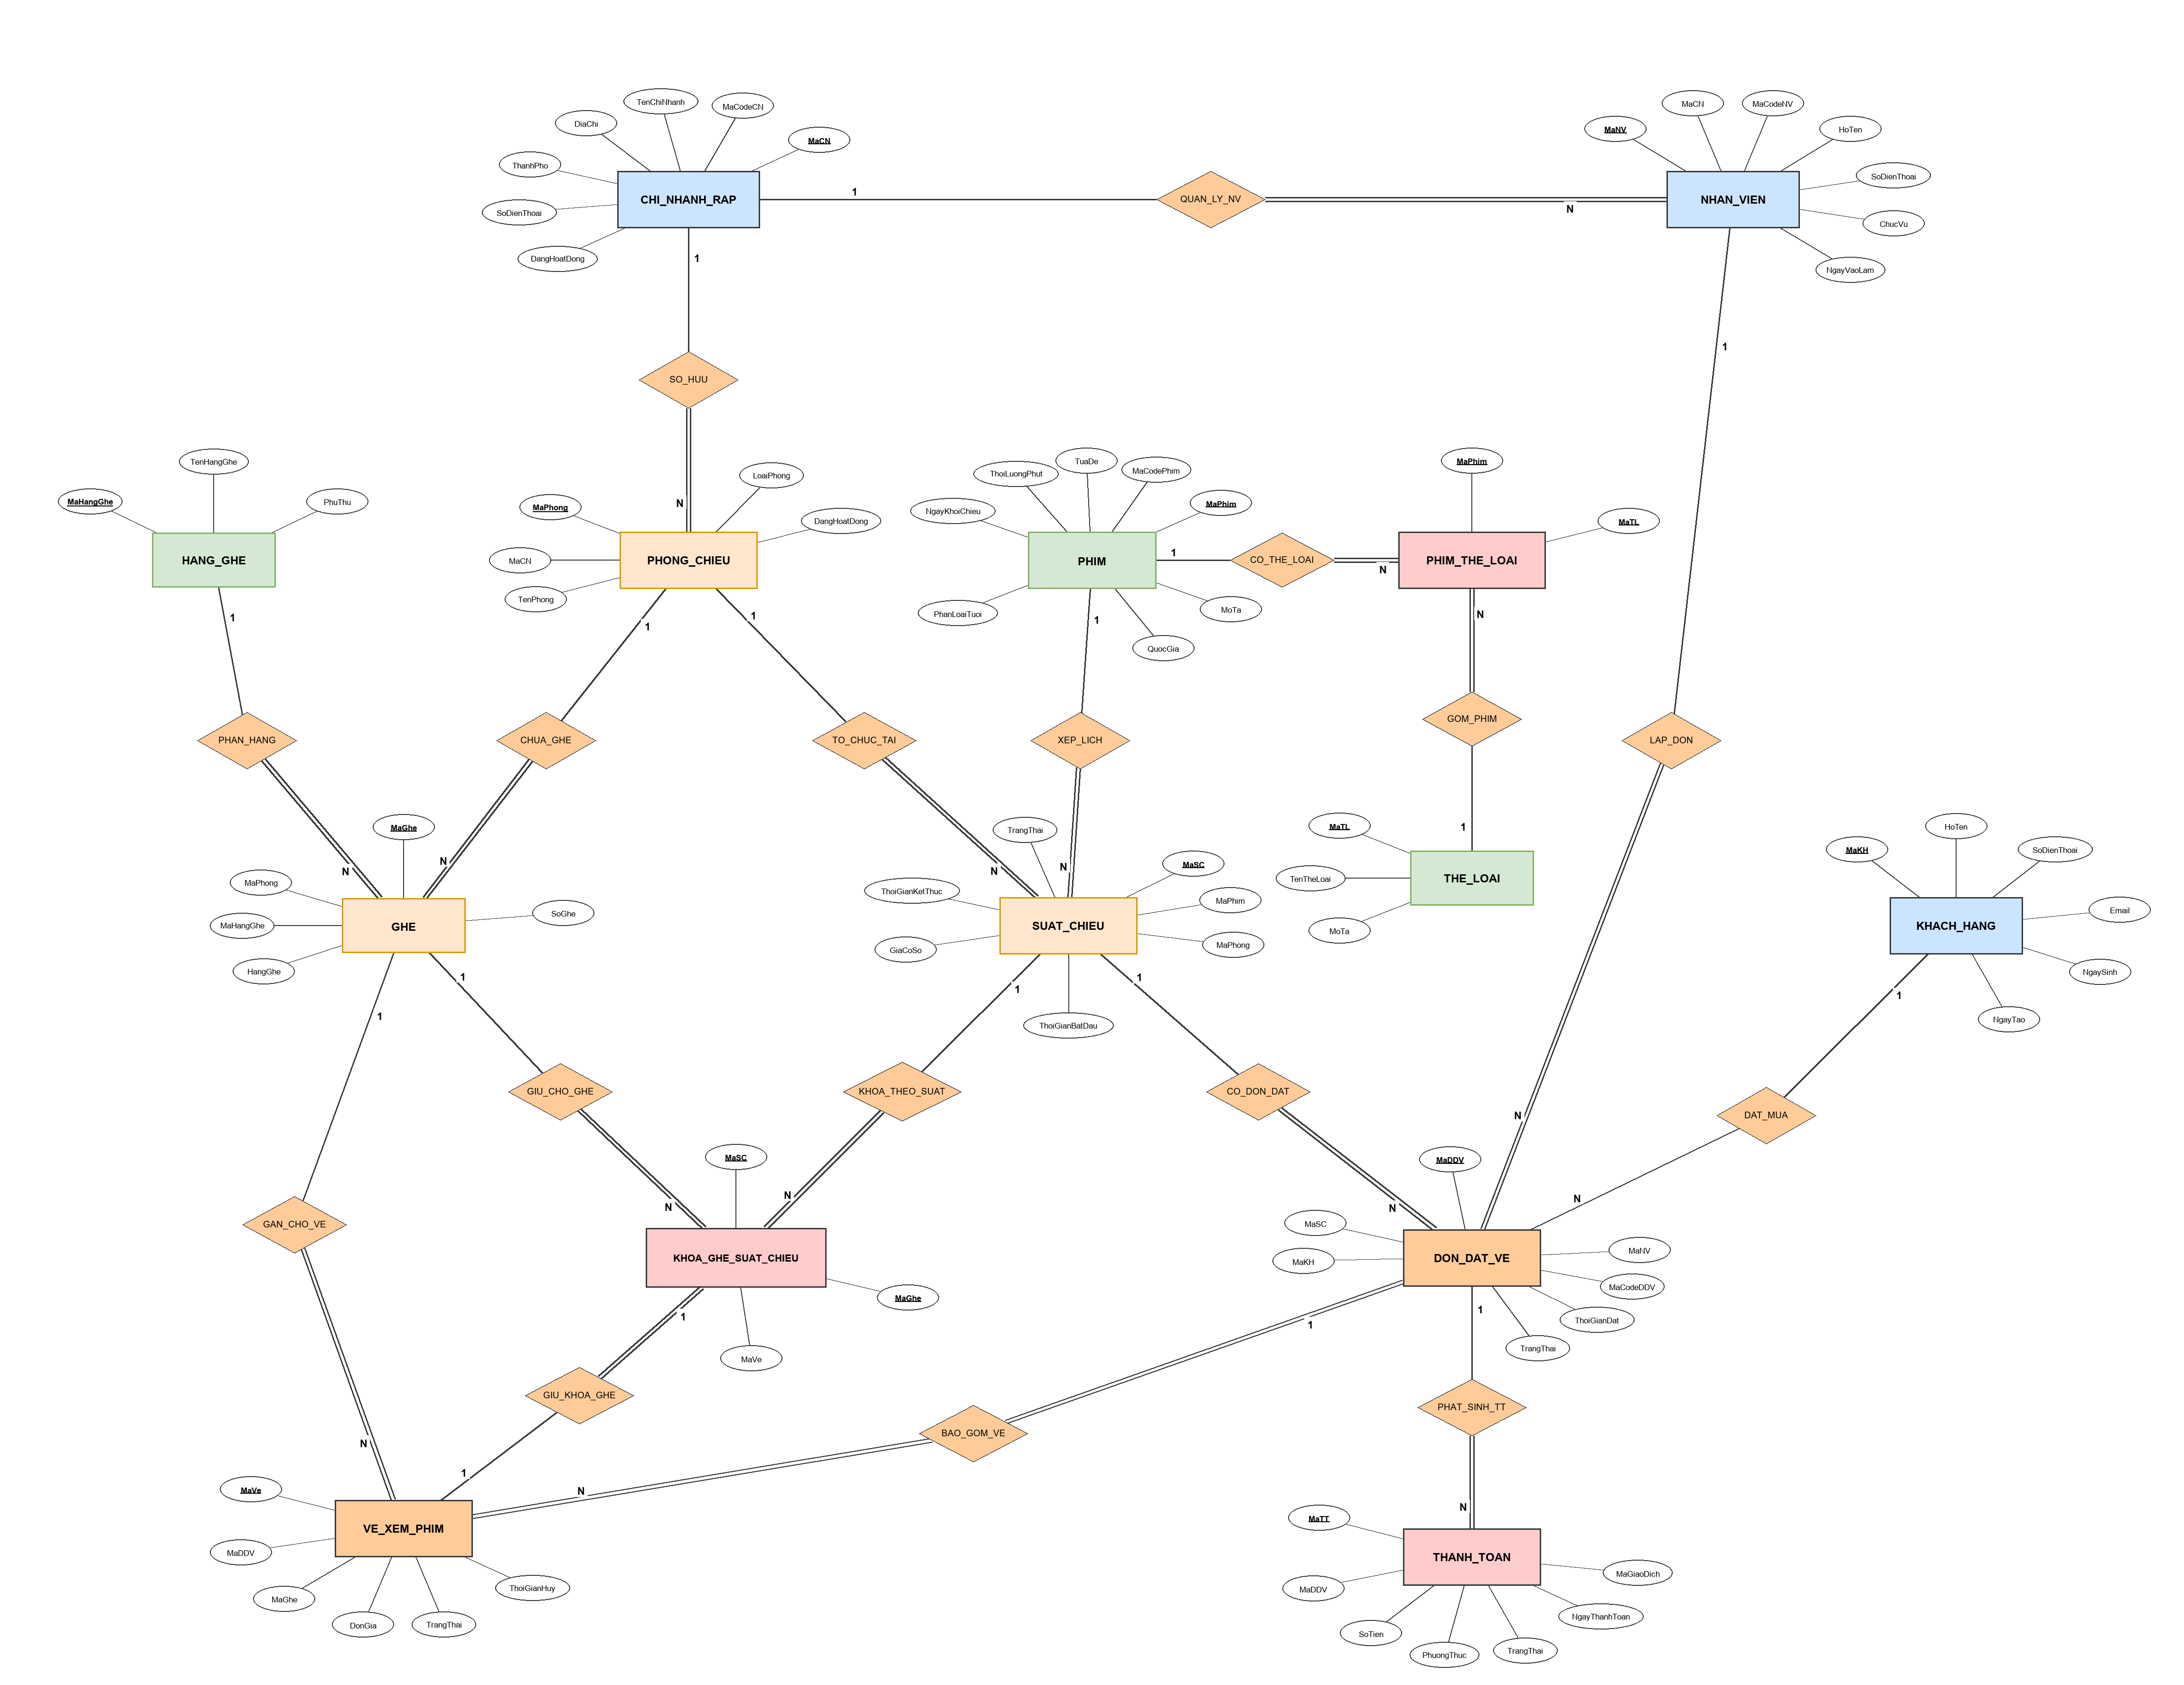 TenChiNhanh
MaCodeCN
DiaChi
MaCN
ThanhPho
SoDienThoai
DangHoatDong
CHI_NHANH_RAP
1
QUAN_LY_NV
N
MaCN
MaCodeNV
MaNV
HoTen
SoDienThoai
ChucVu
NgayVaoLam
NHAN_VIEN
1
SO_HUU
N
1
TenHangGhe
MaHangGhe
PhuThu
HANG_GHE
1
MaPhong
LoaiPhong
DangHoatDong
MaCN
TenPhong
PHONG_CHIEU
1
1
ThoiLuongPhut
TuaDe
MaCodePhim
NgayKhoiChieu
MaPhim
PHIM
PhanLoaiTuoi
MoTa
QuocGia
1
1
CO_THE_LOAI
N
MaPhim
MaTL
PHIM_THE_LOAI
N
GOM_PHIM
1
PHAN_HANG
CHUA_GHE
TO_CHUC_TAI
XEP_LICH
LAP_DON
N
N
N
N
MaTL
TenTheLoai
MoTa
THE_LOAI
MaGhe
MaPhong
MaHangGhe
HangGhe
SoGhe
GHE
1
1
TrangThai
MaSC
ThoiGianKetThuc
MaPhim
GiaCoSo
MaPhong
ThoiGianBatDau
SUAT_CHIEU
1
1
MaKH
HoTen
SoDienThoai
Email
NgaySinh
NgayTao
KHACH_HANG
1
GIU_CHO_GHE
KHOA_THEO_SUAT
CO_DON_DAT
DAT_MUA
N
N
N
N
N
GAN_CHO_VE
MaSC
KHOA_GHE_SUAT_CHIEU
MaGhe
MaVe
1
MaDDV
MaSC
MaKH
DON_DAT_VE
MaNV
MaCodeDDV
ThoiGianDat
TrangThai
1
1
GIU_KHOA_GHE
BAO_GOM_VE
PHAT_SINH_TT
N
1
N
N
MaVe
VE_XEM_PHIM
MaDDV
MaGhe
DonGia
TrangThai
ThoiGianHuy
MaTT
THANH_TOAN
MaDDV
MaGiaoDich
SoTien
NgayThanhToan
PhuongThuc
TrangThai